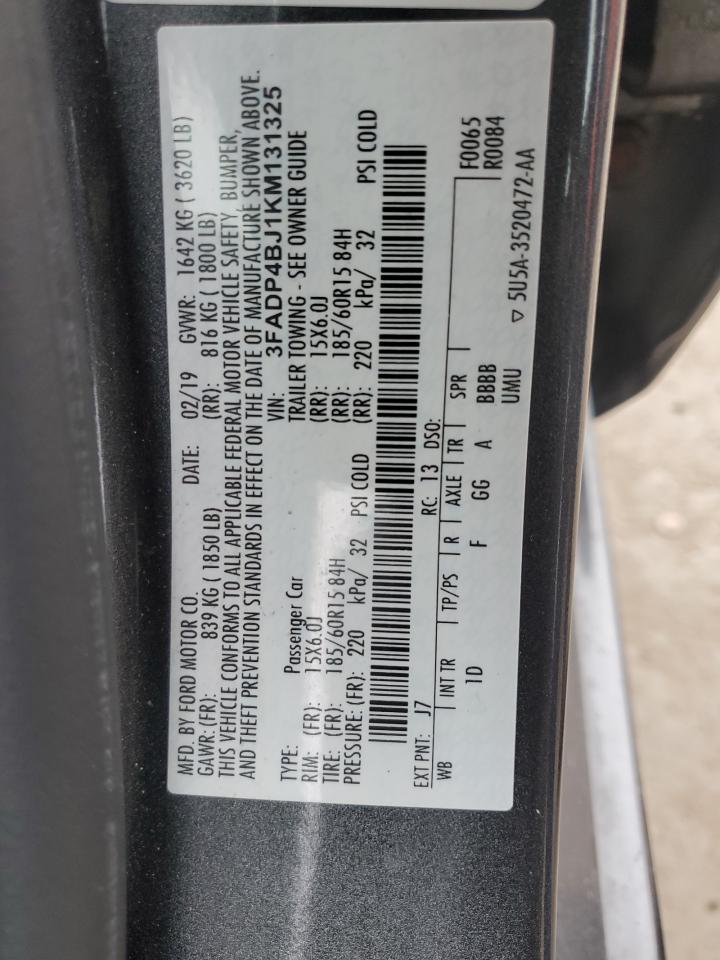 MFD. BY FORD MOTOR CO. DATE: 02/19 GVWR: 1642 KG ( 3620 LB)
GAWR: (FR): 839 KG ( 1850 LB) (RR): 816 KG ( 1800 LB)
THIS VEHICLE CONFORMS TO ALL APPLICABLE FEDERAL MOTOR VEHICLE SAFETY, BUMPER,
AND THEFT PREVENTION STANDARDS IN EFFECT ON THE DATE OF MANUFACTURE SHOWN ABOVE.
VIN: 3FADP4BJ1KM131325
TYPE: Passenger Car TRAILER TOWING - SEE OWNER GUIDE
RIM: (FR): 15X6.0J (RR): 15X6.0J
TIRE: (FR): 185/60R15 84H (RR): 185/60R15 84H
PRESSURE: (FR): 220 kPa/ 32 PSI COLD (RR): 220 kPa/ 32 PSI COLD
EXT PNT: J7 RC: 13 DSO: F0065
WB INT TR TP/PS R AXLE TR SPR R0084
1D F GG A BBBB
UMU
▽ 5U5A-3520472-AA